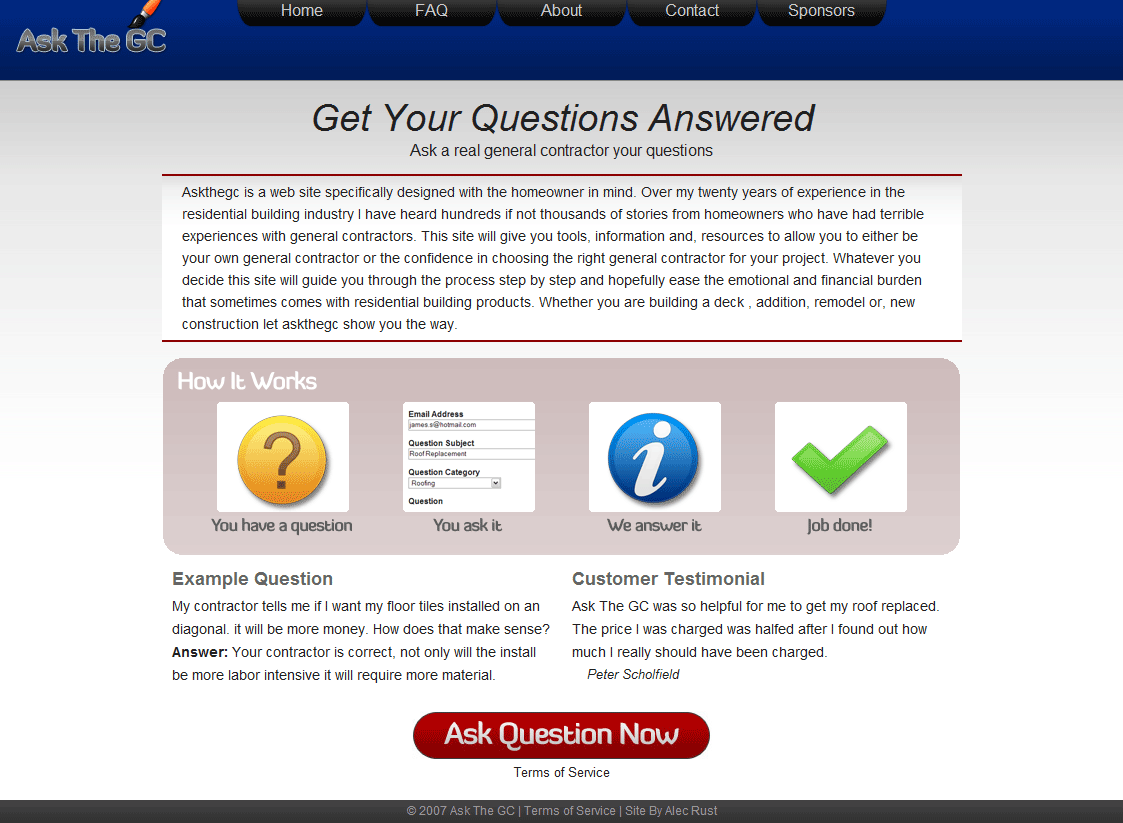 Ask The GC
Home FAQ About Contact Sponsors
Get Your Questions Answered
Ask a real general contractor your questions
Askthegc is a web site specifically designed with the homeowner in mind. Over my twenty years of experience in the
residential building industry I have heard hundreds if not thousands of stories from homeowners who have had terrible
experiences with general contractors. This site will give you tools, information and, resources to allow you to either be
your own general contractor or the confidence in choosing the right general contractor for your project. Whatever you
decide this site will guide you through the process step by step and hopefully ease the emotional and financial burden
that sometimes comes with residential building products. Whether you are building a deck , addition, remodel or, new
construction let askthegc show you the way.
How It Works
?
You have a question
Email Address
james.s@hotmail.com
Question Subject
Roof Replacement
Question Category
Roofing
Question
You ask it
i
We answer it
Job done!
Example Question
My contractor tells me if I want my floor tiles installed on an
diagonal. it will be more money. How does that make sense?
Answer: Your contractor is correct, not only will the install
be more labor intensive it will require more material.
Customer Testimonial
Ask The GC was so helpful for me to get my roof replaced.
The price I was charged was halfed after I found out how
much I really should have been charged.
Peter Scholfield
Ask Question Now
Terms of Service
© 2007 Ask The GC | Terms of Service | Site By Alec Rust